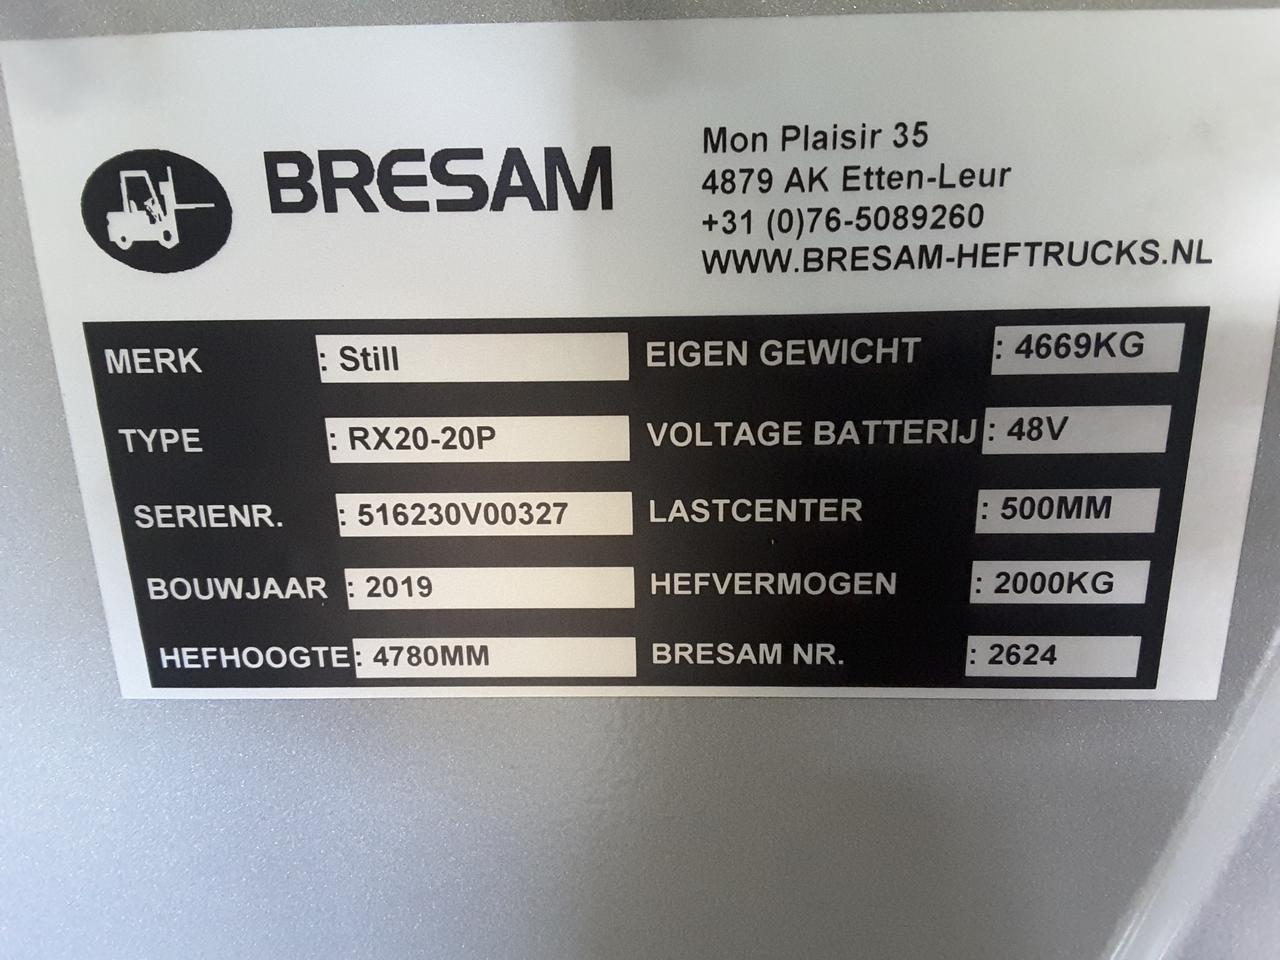 BRESAM
Mon Plaisir 35
4879 AK Etten-Leur
+31 (0)76-5089260
WWW.BRESAM-HEFTRUCKS.NL
MERK : Still EIGEN GEWICHT : 4669KG
TYPE : RX20-20P VOLTAGE BATTERIJ : 48V
SERIENR. : 516230V00327 LASTCENTER : 500MM
BOUWJAAR : 2019 HEFVERMOGEN : 2000KG
HEFHOOGTE : 4780MM BRESAM NR. : 2624